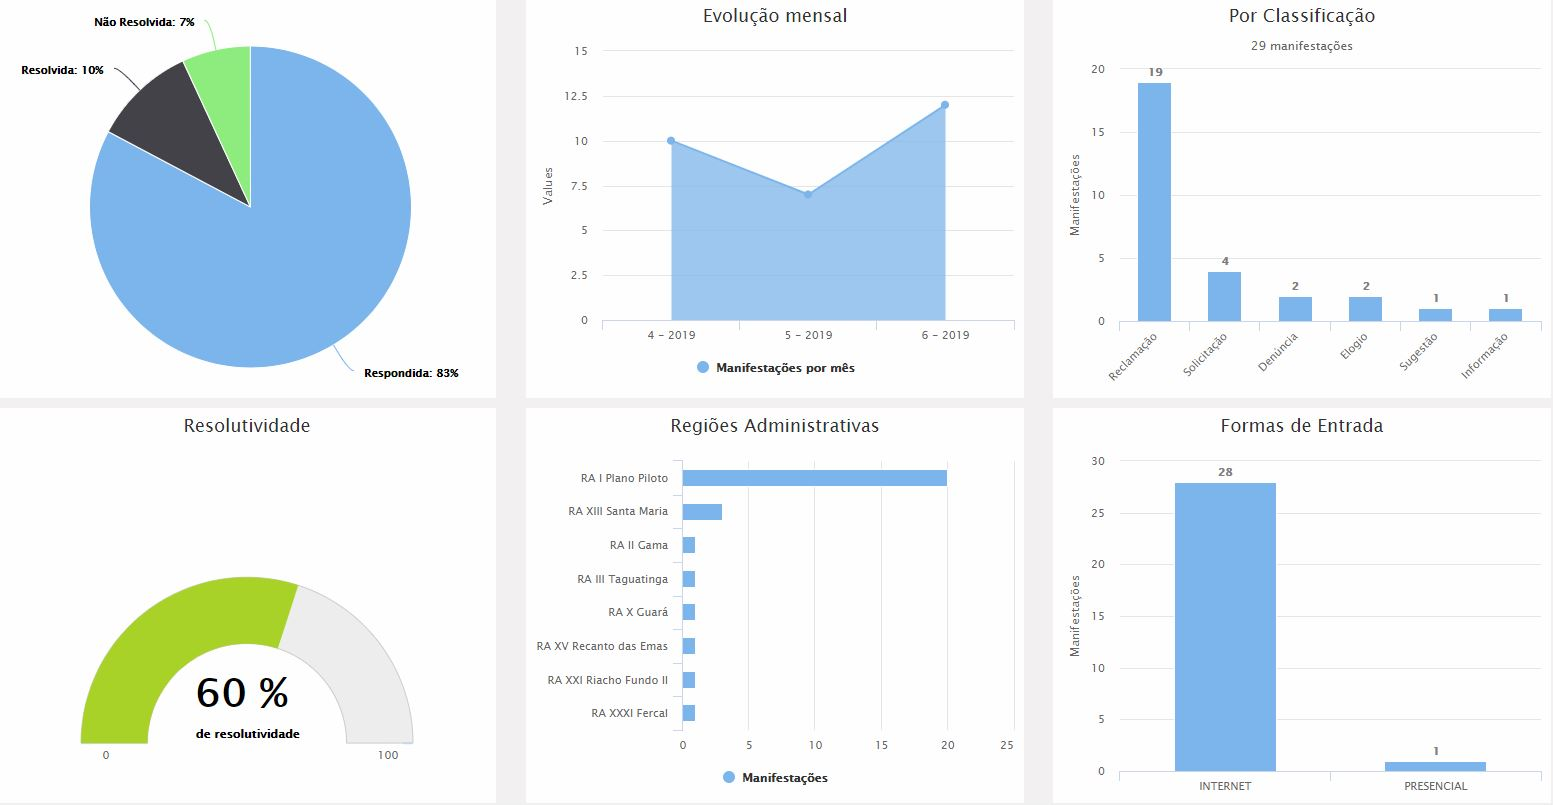 Não Resolvida: 7%
Resolvida: 10%
Respondida: 83%
Evolução mensal
15
12.5
10
7.5
5
2.5
0
Values
4 – 2019
5 – 2019
6 – 2019
Manifestações por mês
Por Classificação
29 manifestações
20
15
10
5
0
Manifestações
19
4
2
2
1
1
Reclamação
Solicitação
Denúncia
Elogio
Sugestão
Informação
Resolutividade
60 %
de resolutividade
0
100
Regiões Administrativas
RA I Plano Piloto
RA XIII Santa Maria
RA II Gama
RA III Taguatinga
RA X Guará
RA XV Recanto das Emas
RA XXI Riacho Fundo II
RA XXXI Fercal
0
5
10
15
20
25
Manifestações
Formas de Entrada
30
25
20
15
10
5
0
Manifestações
28
1
INTERNET
PRESENCIAL